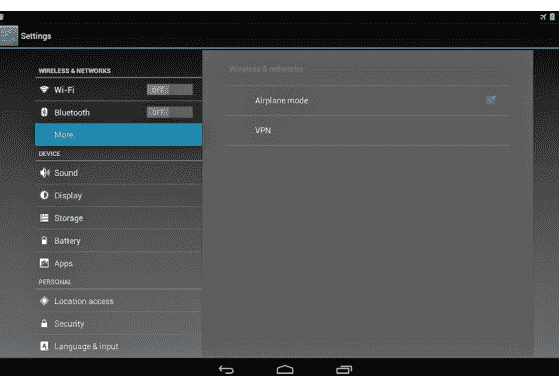 Settings
WIRELESS & NETWORKS
Wi-Fi OFF
Bluetooth OFF
More
DEVICE
Sound
Display
Storage
Battery
Apps
PERSONAL
Location access
Security
Language & input
Wireless & networks
Airplane mode
VPN